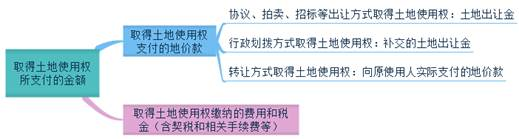 取得土地使用权
所支付的金额
取得土地使用权
支付的地价款
协议、拍卖、招标等出让方式取得土地使用权：土地出让金
行政划拨方式取得土地使用权：补交的土地出让金
转让方式取得土地使用权：向原使用人实际支付的地价款
取得土地使用权缴纳的费用和税
金（含契税和相关手续费等）